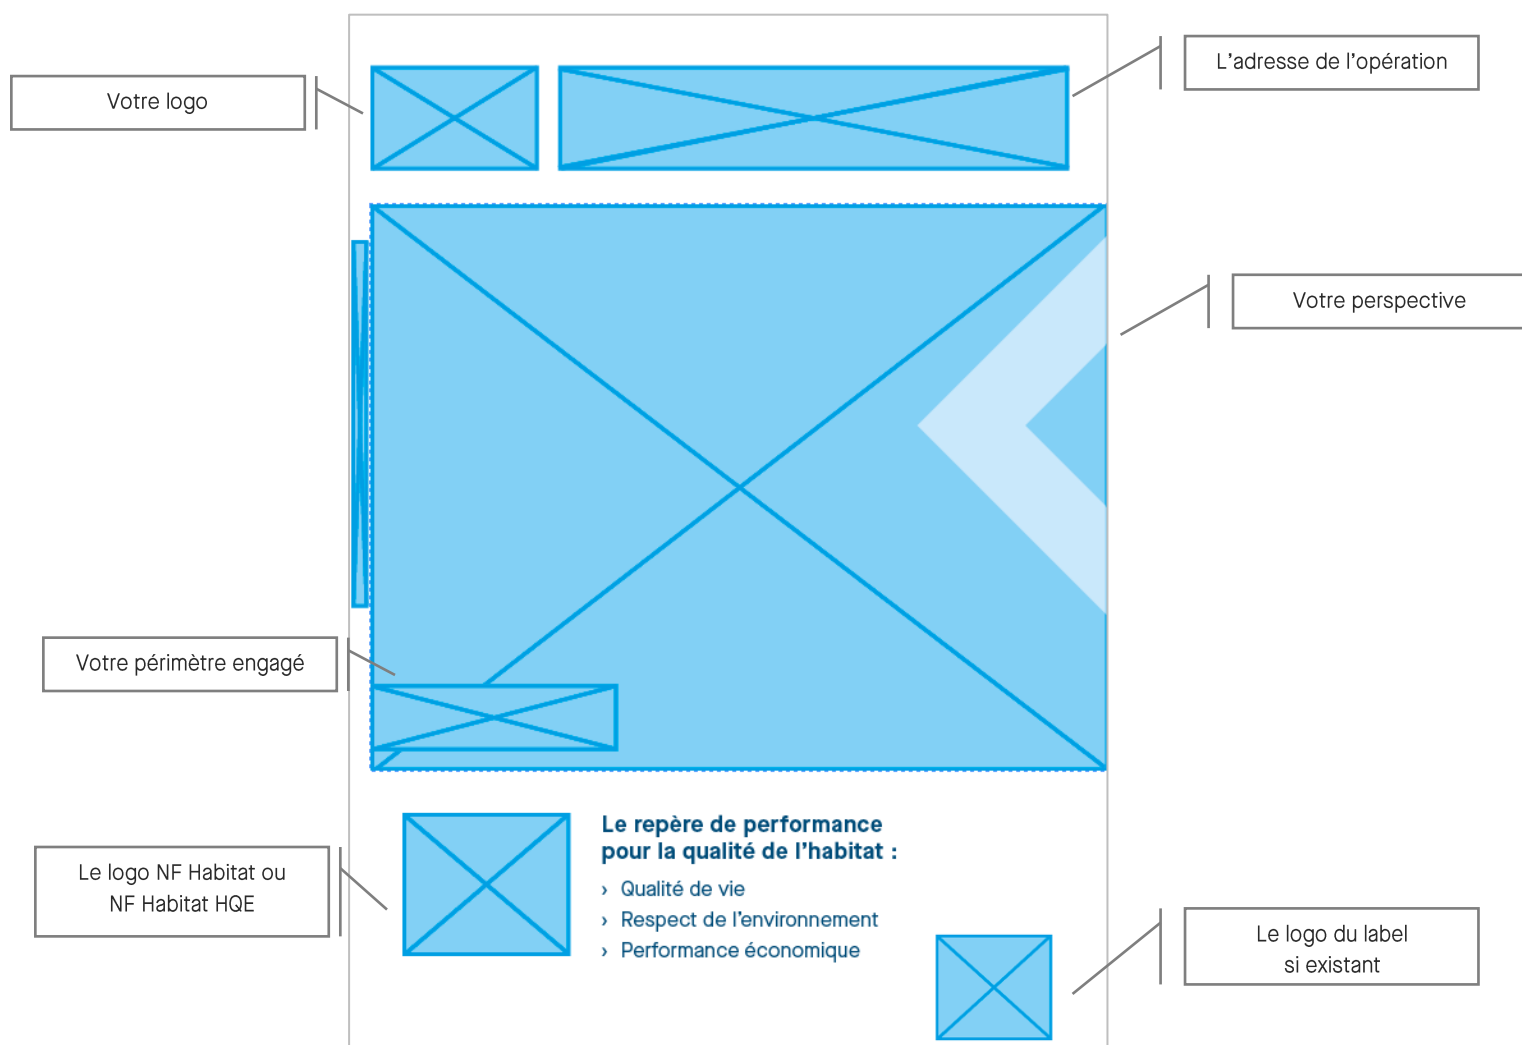 L'adresse de l'opération
Votre logo
Votre perspective
Votre périmètre engagé
Le repère de performance
pour la qualité de l'habitat :
› Qualité de vie
› Respect de l'environnement
› Performance économique
Le logo NF Habitat ou
NF Habitat HQE
Le logo du label
si existant